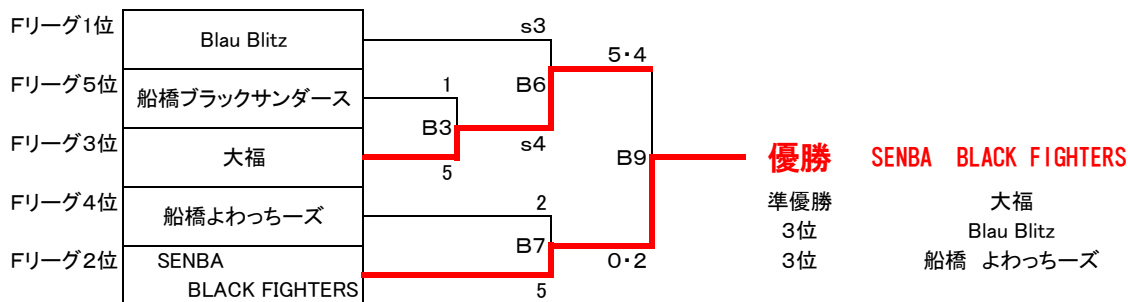 Fリーグ1位 Blau Blitz s3
5・4
Fリーグ5位 船橋ブラックサンダース 1 B6
B3
Fリーグ3位 大福 s4 B9 優勝 SENBA BLACK FIGHTERS
5
Fリーグ4位 船橋よわっちーズ 2 準優勝 大福
3位 Blau Blitz
B7
Fリーグ2位 SENBA 0・2 3位 船橋 よわっちーズ
BLACK FIGHTERS 5